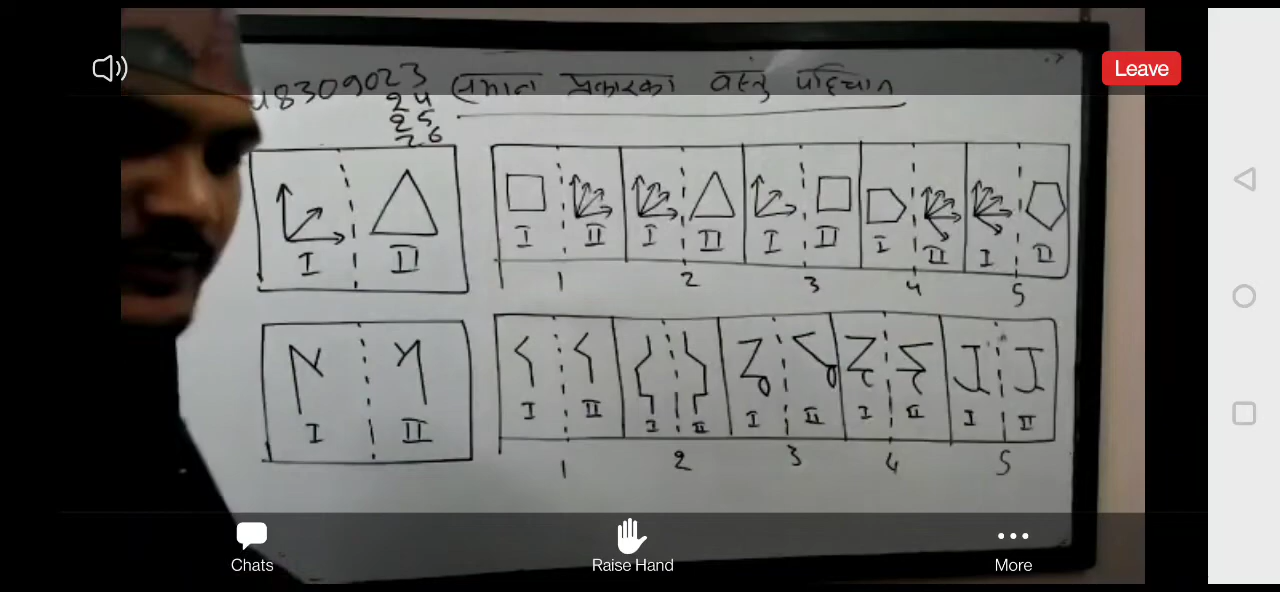 Leave
48309023 समान प्रकारका वस्तु पहिचान
24
25
26
I II
I II I II I II I II I II
1 2 3 4 5
I II
I II I II I II I II I II
1 2 3 4 5
Chats Raise Hand More